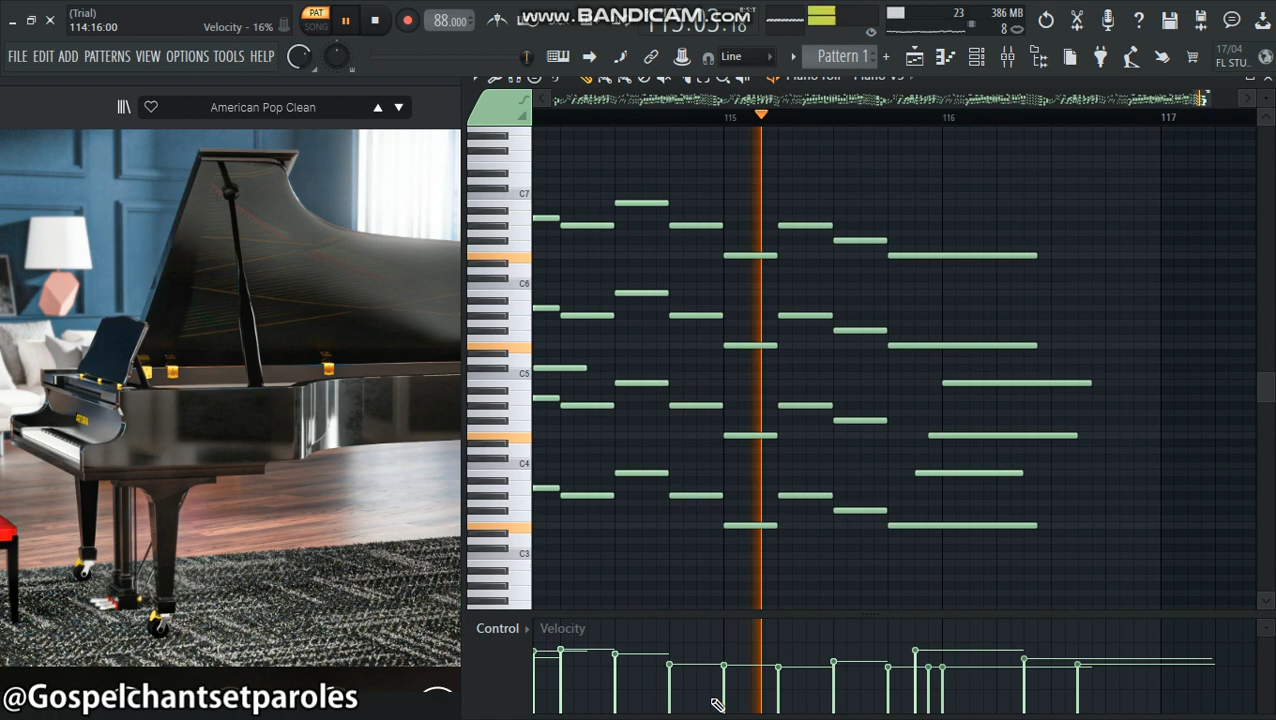 (Trial)
114:16:00
Velocity - 16%
PAT
SONG
88.000
www.BANDICAM.com
23
386 MB
8
FILE EDIT ADD PATTERNS VIEW OPTIONS TOOLS HELP
Line
Pattern 1
17/04
FL STU..
American Pop Clean
115
116
117
C7
C6
C5
C4
C3
Control
Velocity
@Gospelchantsetparoles